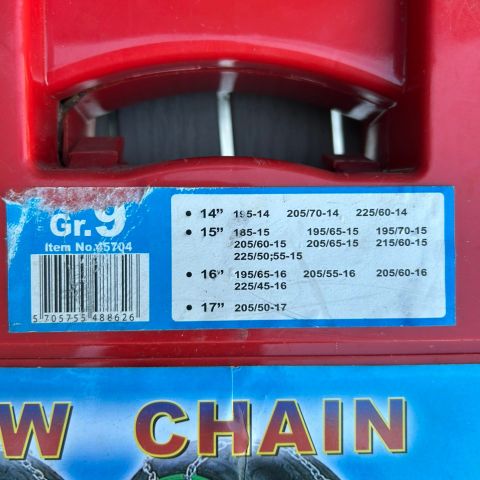 Gr.9
Item No.45704
5 705755 488626
• 14” 195-14 205/70-14 225/60-14
• 15” 185-15 195/65-15 195/70-15
205/60-15 205/65-15 215/60-15
225/50;55-15
• 16” 195/65-16 205/55-16 205/60-16
225/45-16
• 17” 205/50-17
W CHAIN